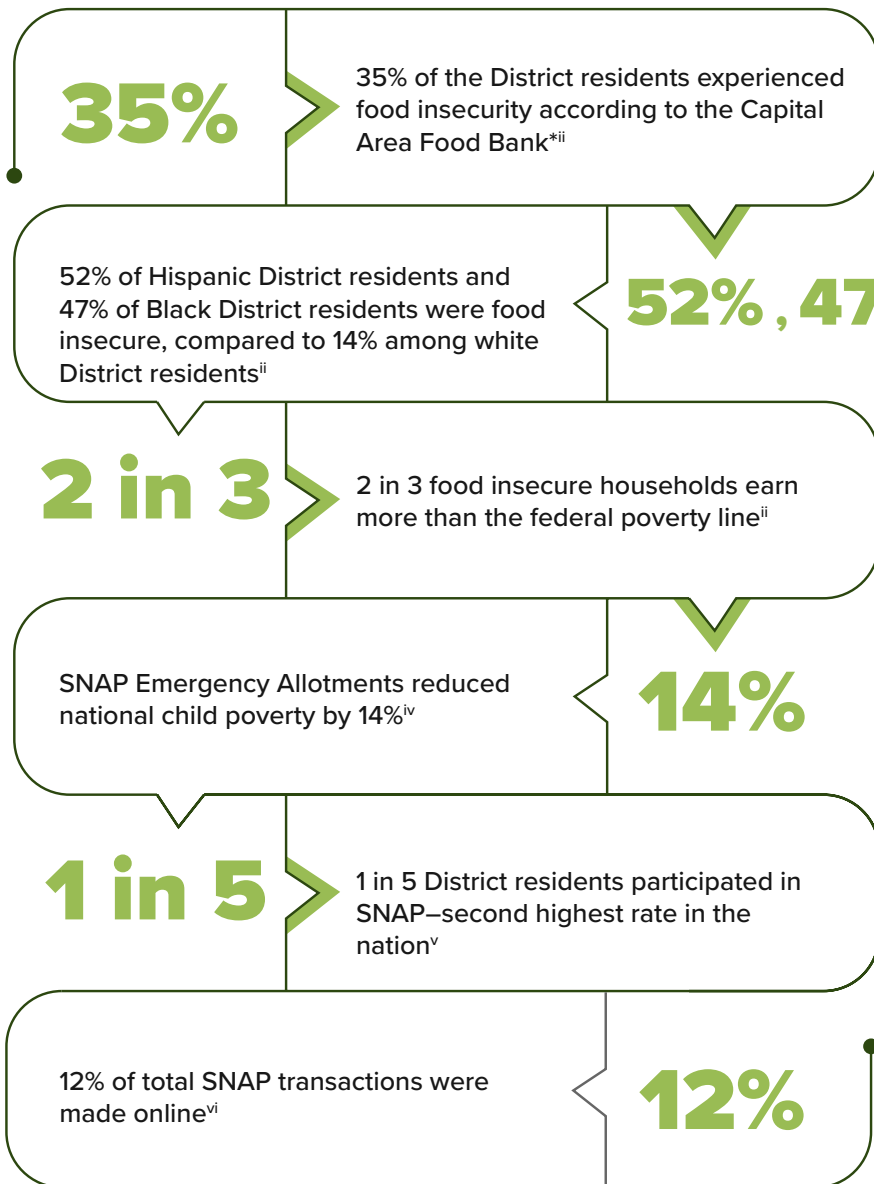 35%
35% of the District residents experienced
food insecurity according to the Capital
Area Food Bank*ii
52% of Hispanic District residents and
47% of Black District residents were food
insecure, compared to 14% among white
District residentsii
52% , 47
2 in 3
2 in 3 food insecure households earn
more than the federal poverty lineii
SNAP Emergency Allotments reduced
national child poverty by 14%iv
14%
1 in 5
1 in 5 District residents participated in
SNAP–second highest rate in the
nationv
12% of total SNAP transactions were
made onlinevi
12%